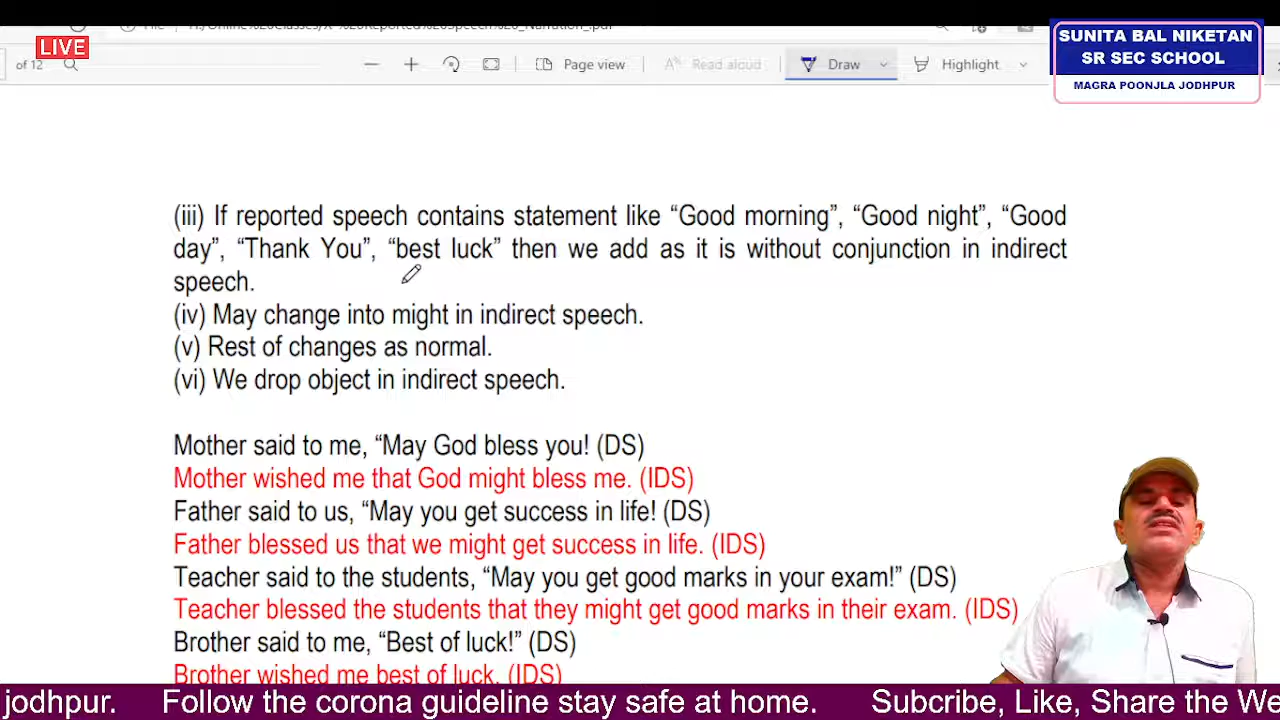 LIVE
SUNITA BAL NIKETAN
SR SEC SCHOOL
MAGRA POONJLA JODHPUR
of 12
Page view
Read aloud
Draw
Highlight
(iii) If reported speech contains statement like “Good morning”, “Good night”, “Good
day”, “Thank You”, “best luck” then we add as it is without conjunction in indirect
speech.
(iv) May change into might in indirect speech.
(v) Rest of changes as normal.
(vi) We drop object in indirect speech.
Mother said to me, “May God bless you! (DS)
Mother wished me that God might bless me. (IDS)
Father said to us, “May you get success in life! (DS)
Father blessed us that we might get success in life. (IDS)
Teacher said to the students, “May you get good marks in your exam!” (DS)
Teacher blessed the students that they might get good marks in their exam. (IDS)
Brother said to me, “Best of luck!” (DS)
Brother wished me best of luck. (IDS)
jodhpur. Follow the corona guideline stay safe at home. Subcribe, Like, Share the We